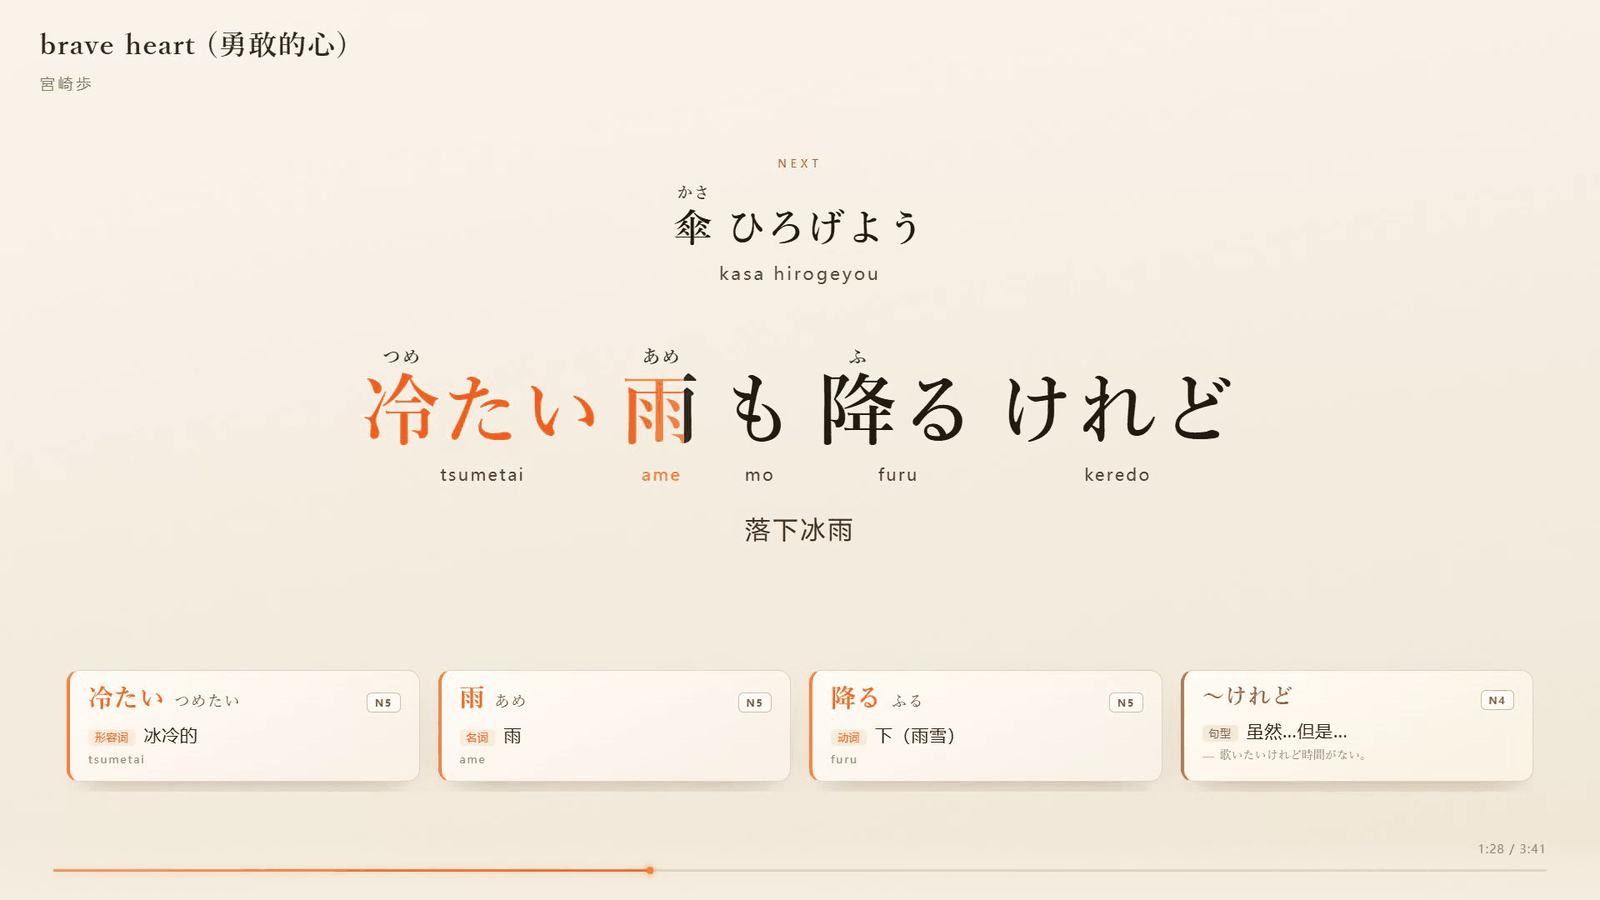 brave heart (勇敢的心)
宮崎歩
NEXT
かさ
傘 ひろげよう
kasa hirogeyou
つめ あめ ふ
冷たい 雨 も 降る けれど
tsumetai ame mo furu keredo
落下冰雨
冷たい つめたい N5
形容词 冰冷的
tsumetai
雨 あめ N5
名词 雨
ame
降る ふる N5
动词 下（雨雪）
furu
～けれど N4
句型 虽然...但是...
— 歌いたいけれど時間がない。
1:28 / 3:41